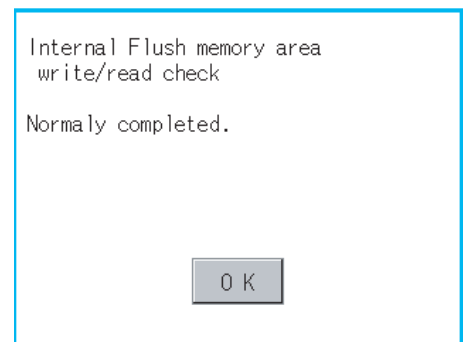 Internal Flush memory area
write/read check
Normaly completed.
OK